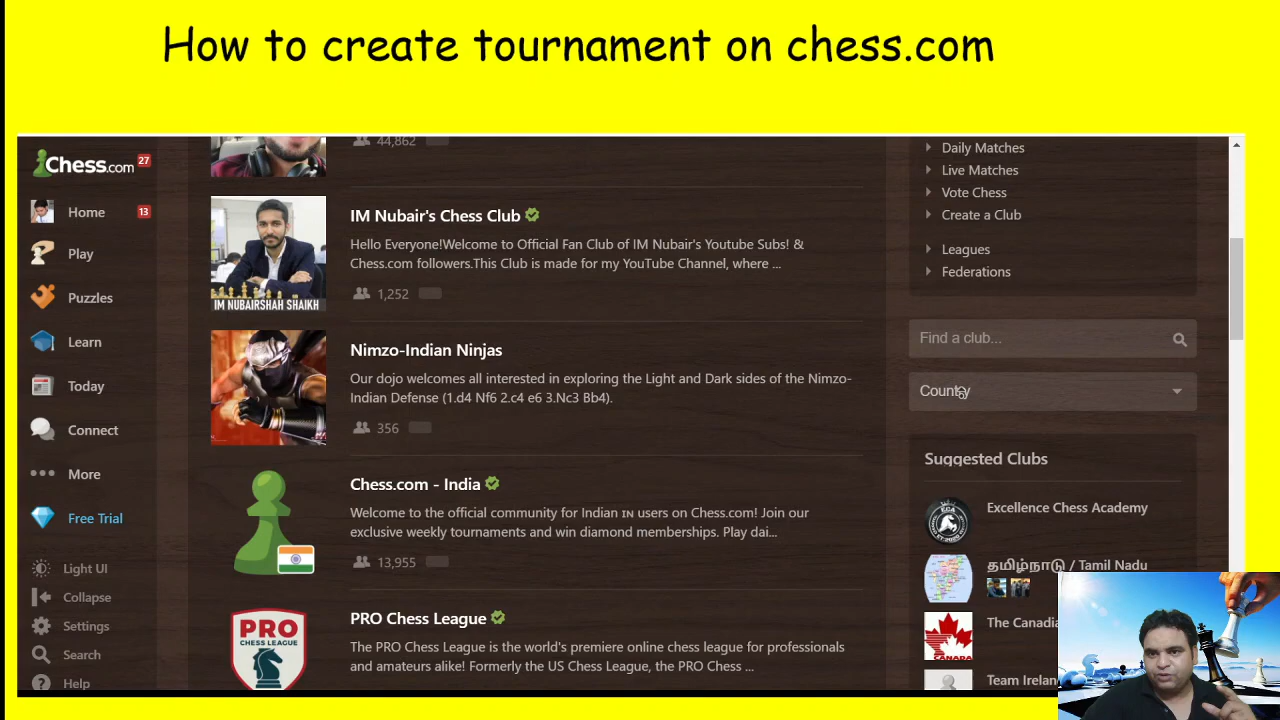 How to create tournament on chess.com
Chess.com 27
Home 13
Play
Puzzles
Learn
Today
Connect
More
Free Trial
Light UI
Collapse
Settings
Search
Help
44,862
IM Nubair's Chess Club
Hello Everyone!Welcome to Official Fan Club of IM Nubair's Youtube Subs! &
Chess.com followers.This Club is made for my YouTube Channel, where ...
1,252
IM NUBAIRSHAH SHAIKH
Nimzo-Indian Ninjas
Our dojo welcomes all interested in exploring the Light and Dark sides of the Nimzo-
Indian Defense (1.d4 Nf6 2.c4 e6 3.Nc3 Bb4).
356
Chess.com - India
Welcome to the official community for Indian ɪɴ users on Chess.com! Join our
exclusive weekly tournaments and win diamond memberships. Play dai...
13,955
PRO Chess League
The PRO Chess League is the world's premiere online chess league for professionals
and amateurs alike! Formerly the US Chess League, the PRO Chess ...
PRO
CHESS LEAGUE
Daily Matches
Live Matches
Vote Chess
Create a Club
Leagues
Federations
Find a club...
Country
Suggested Clubs
Excellence Chess Academy
ECA
தமிழ்நாடு / Tamil Nadu
The Canadia
CANADA
Team Ireland